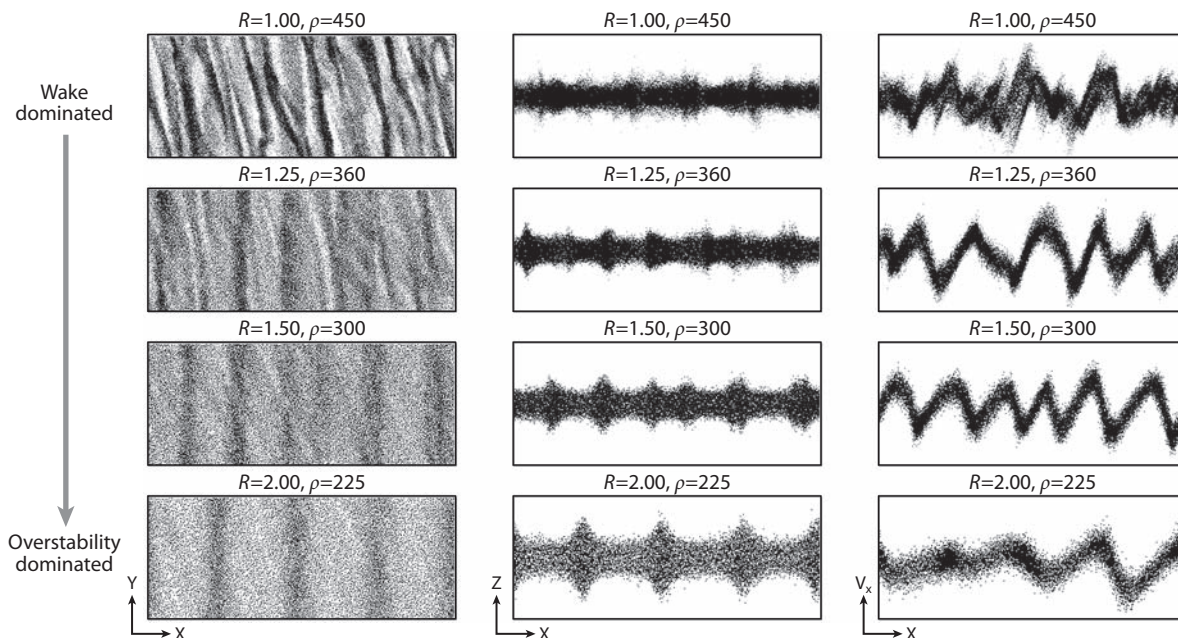 R=1.00, ρ=450
R=1.00, ρ=450
R=1.00, ρ=450
Wake
dominated
R=1.25, ρ=360
R=1.25, ρ=360
R=1.25, ρ=360
R=1.50, ρ=300
R=1.50, ρ=300
R=1.50, ρ=300
R=2.00, ρ=225
R=2.00, ρ=225
R=2.00, ρ=225
Overstability
dominated
Y
X
Z
X
Vx
X